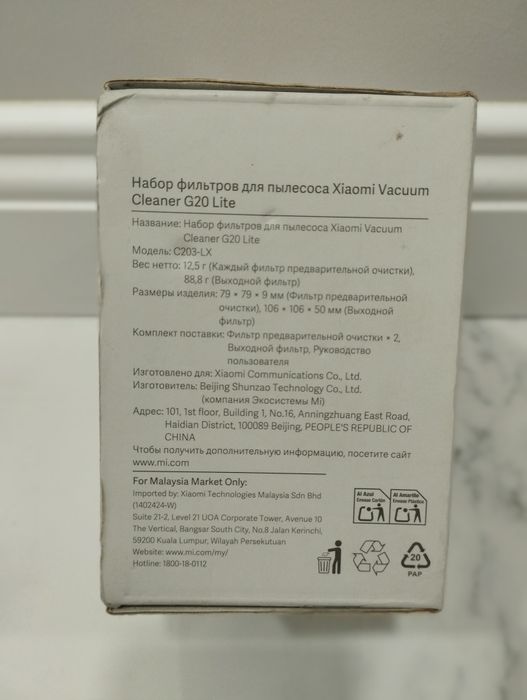 Набор фильтров для пылесоса Xiaomi Vacuum
Cleaner G20 Lite
Название: Набор фильтров для пылесоса Xiaomi Vacuum
Cleaner G20 Lite
Модель: C203-LX
Вес нетто: 12,5 г (Каждый фильтр предварительной очистки),
88,8 г (Выходной фильтр)
Размеры изделия: 79 × 79 × 9 мм (Фильтр предварительной
очистки), 106 × 106 × 50 мм (Выходной
фильтр)
Комплект поставки: Фильтр предварительной очистки × 2,
Выходной фильтр, Руководство
пользователя
Изготовлено для: Xiaomi Communications Co., Ltd.
Изготовитель: Beijing Shunzao Technology Co., Ltd.
(компания Экосистемы Mi)
Адрес: 101, 1st floor, Building 1, No.16, Anningzhuang East Road,
Haidian District, 100089 Beijing, PEOPLE'S REPUBLIC OF
CHINA
Чтобы получить дополнительную информацию, посетите сайт
www.mi.com
For Malaysia Market Only:
Imported by: Xiaomi Technologies Malaysia Sdn Bhd
(1402424-W)
Suite 21-2, Level 21 UOA Corporate Tower, Avenue 10
The Vertical, Bangsar South City, No.8 Jalan Kerinchi,
59200 Kuala Lumpur, Wilayah Persekutuan
Website: www.mi.com/my/
Hotline: 1800-18-0112
Al Azul
Envase Cartón
Al Amarillo
Envase Plástico
20
PAP